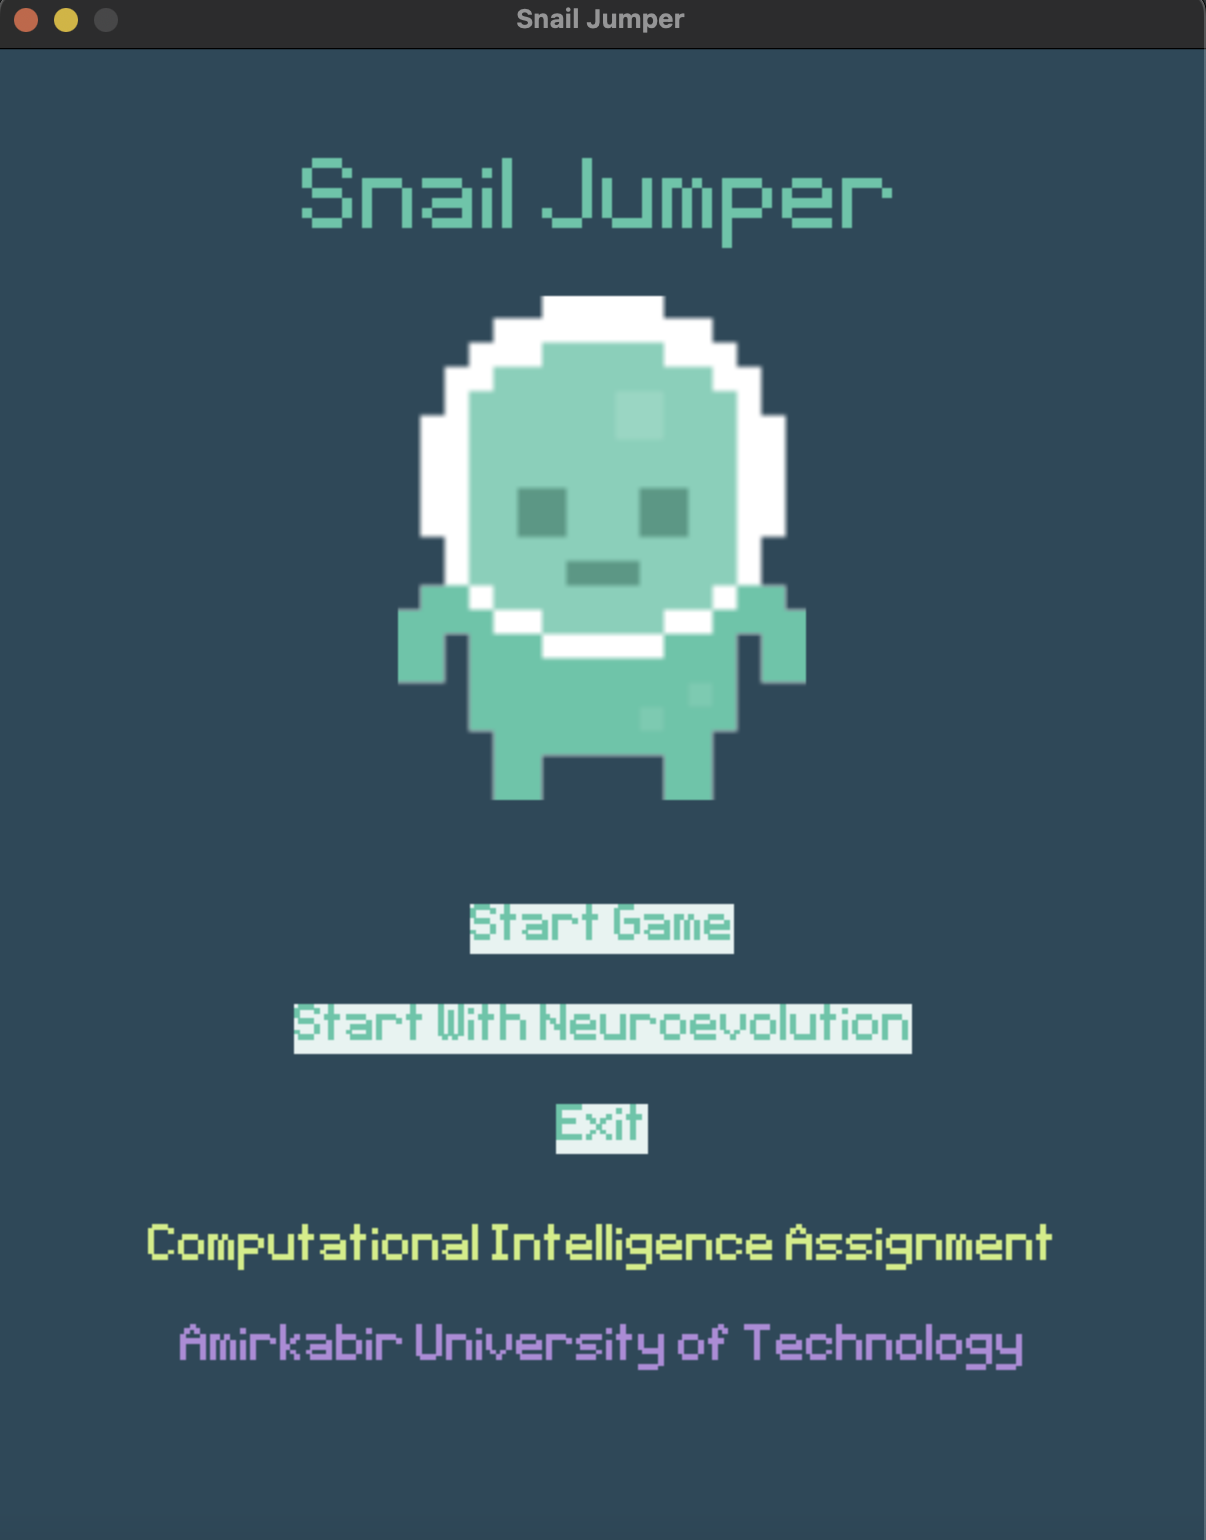 Snail Jumper
Snail Jumper
Start Game
Start With Neuroevolution
Exit
Computational Intelligence Assignment
Amirkabir University of Technology